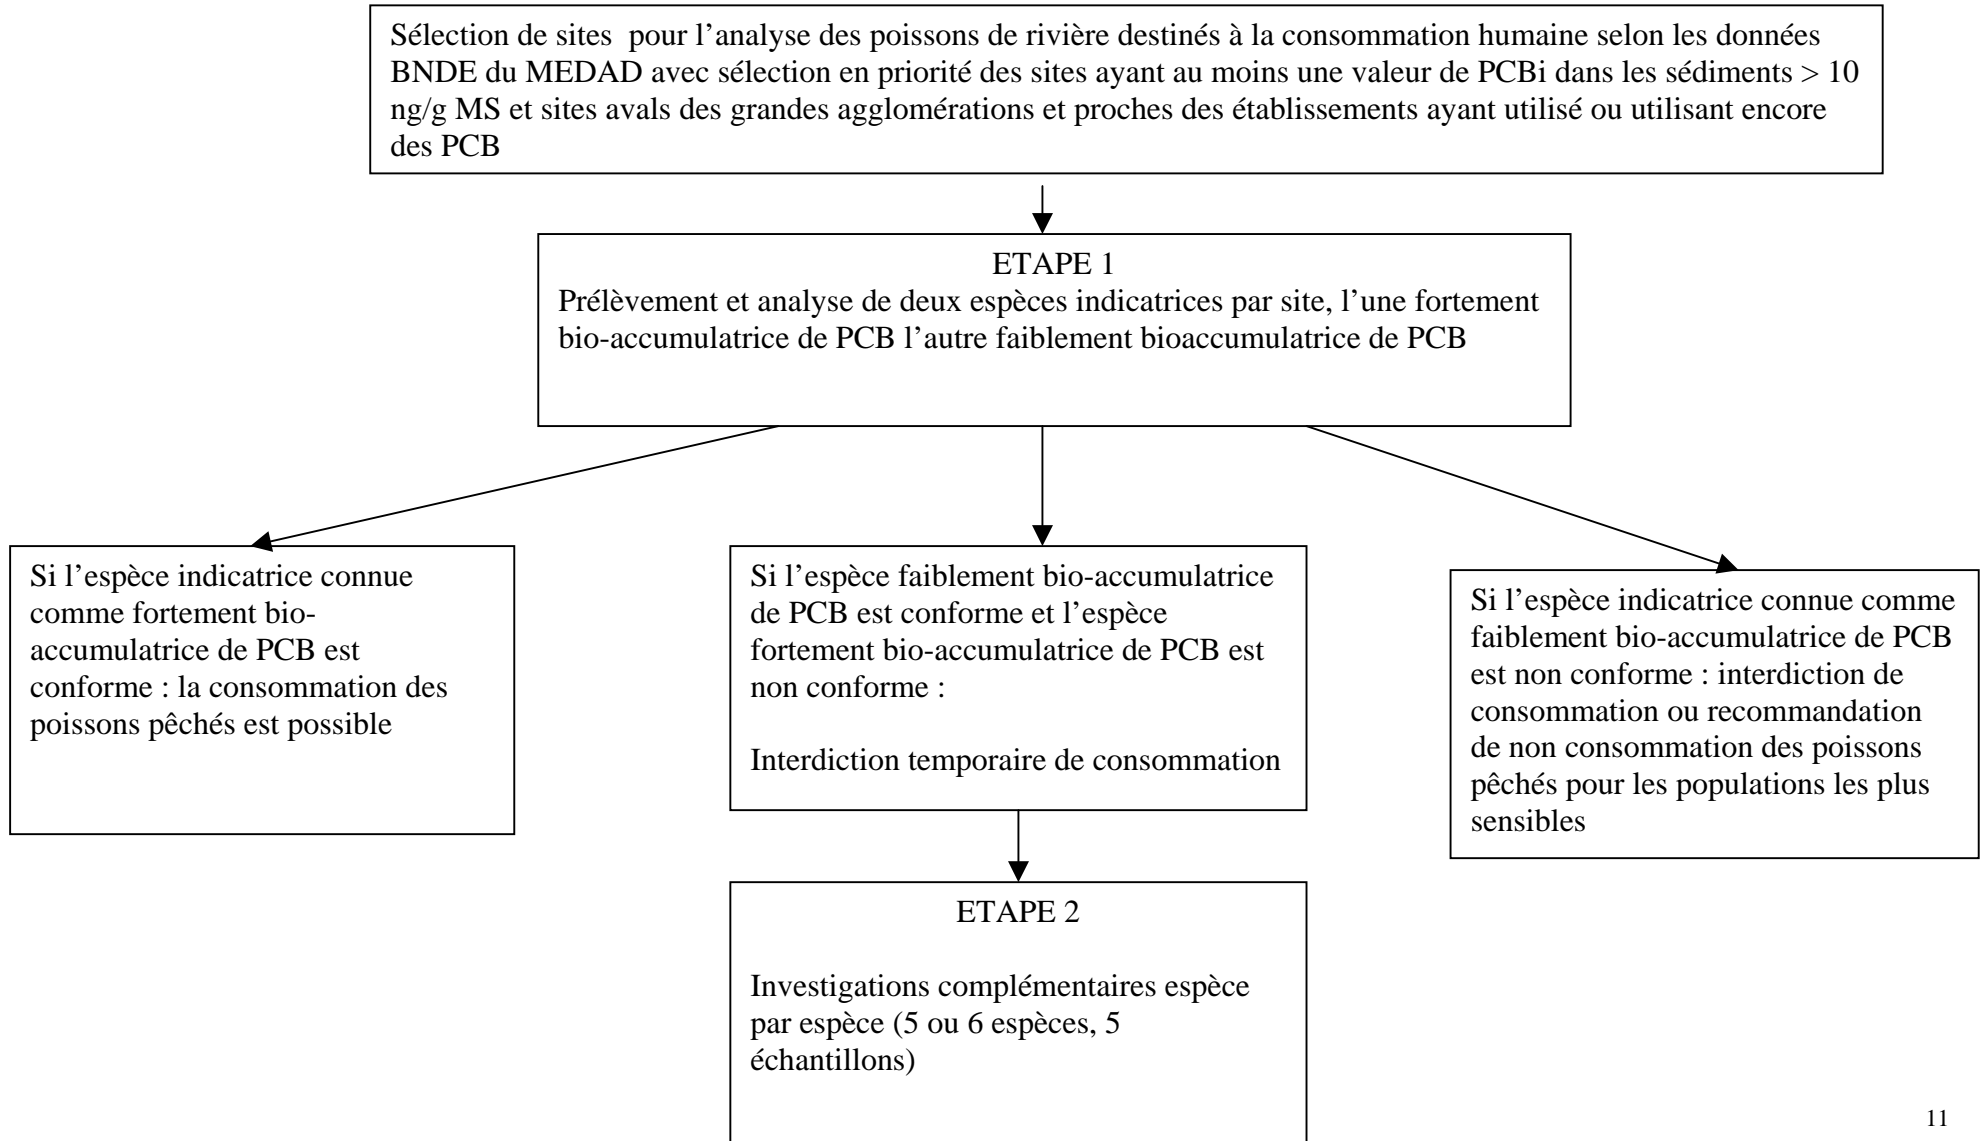 Sélection de sites  pour l’analyse des poissons de rivière destinés à la consommation humaine selon les données
BNDE du MEDAD avec sélection en priorité des sites ayant au moins une valeur de PCBi dans les sédiments > 10
ng/g MS et sites avals des grandes agglomérations et proches des établissements ayant utilisé ou utilisant encore
des PCB
ETAPE 1
Prélèvement et analyse de deux espèces indicatrices par site, l’une fortement
bio-accumulatrice de PCB l’autre faiblement bioaccumulatrice de PCB
Si l’espèce indicatrice connue
comme fortement bio-
accumulatrice de PCB est
conforme : la consommation des
poissons pêchés est possible
Si l’espèce faiblement bio-accumulatrice
de PCB est conforme et l’espèce
fortement bio-accumulatrice de PCB est
non conforme :
Interdiction temporaire de consommation
Si l’espèce indicatrice connue comme
faiblement bio-accumulatrice de PCB
est non conforme : interdiction de
consommation ou recommandation
de non consommation des poissons
pêchés pour les populations les plus
sensibles
ETAPE 2
Investigations complémentaires espèce
par espèce (5 ou 6 espèces, 5
échantillons)
11